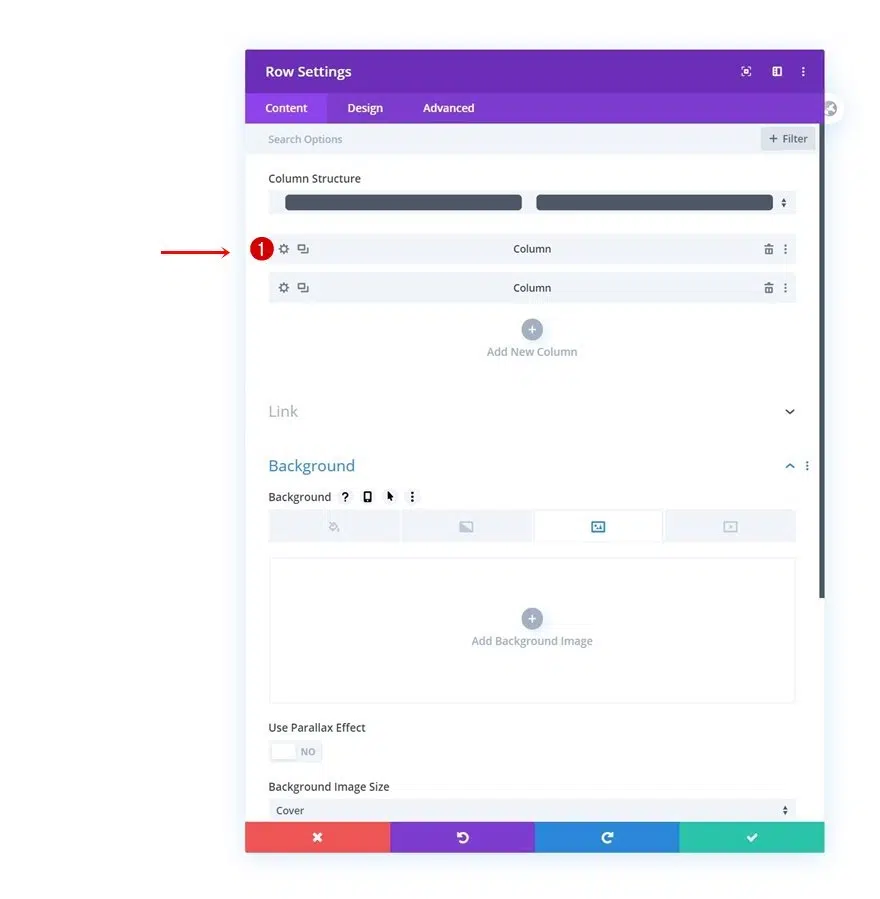 Row Settings
Content Design Advanced
Search Options + Filter
Column Structure
1 Column
Column
Add New Column
Link
Background
Background ?
Add Background Image
Use Parallax Effect
NO
Background Image Size
Cover